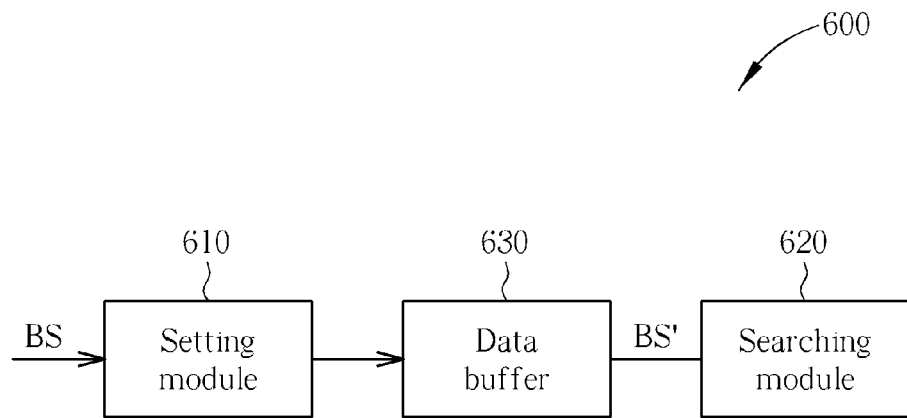 600
610
630
620
BS
Setting
module
Data
buffer
BS'
Searching
module